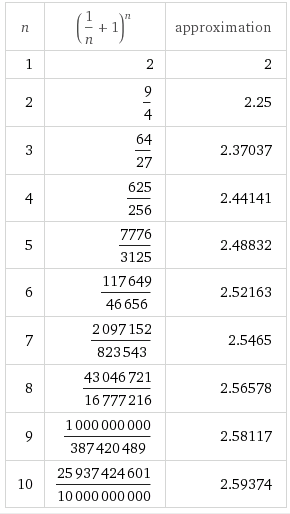 n (1/n + 1)^n approximation
1 2 2
2 9/4 2.25
3 64/27 2.37037
4 625/256 2.44141
5 7776/3125 2.48832
6 117649/46656 2.52163
7 2097152/823543 2.5465
8 43046721/16777216 2.56578
9 1000000000/387420489 2.58117
10 25937424601/10000000000 2.59374